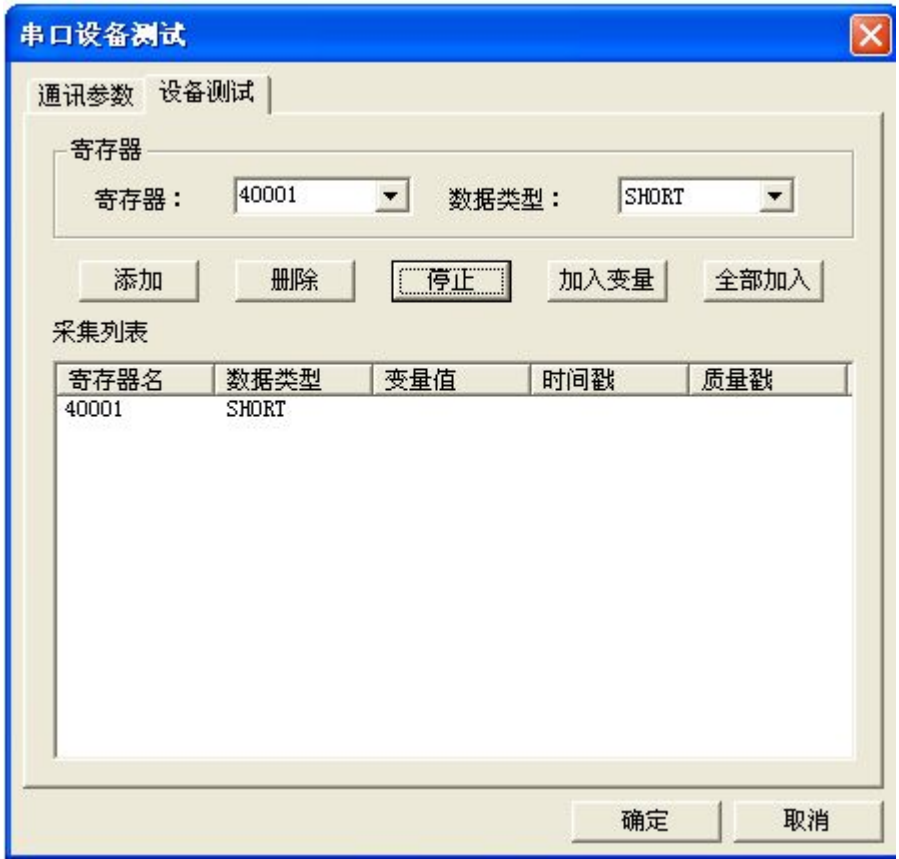 串口设备测试
通讯参数 设备测试
寄存器
寄存器： 40001 数据类型： SHORT
添加 删除 停止 加入变量 全部加入
采集列表
寄存器名 数据类型 变量值 时间戳 质量戳
40001 SHORT
确定 取消